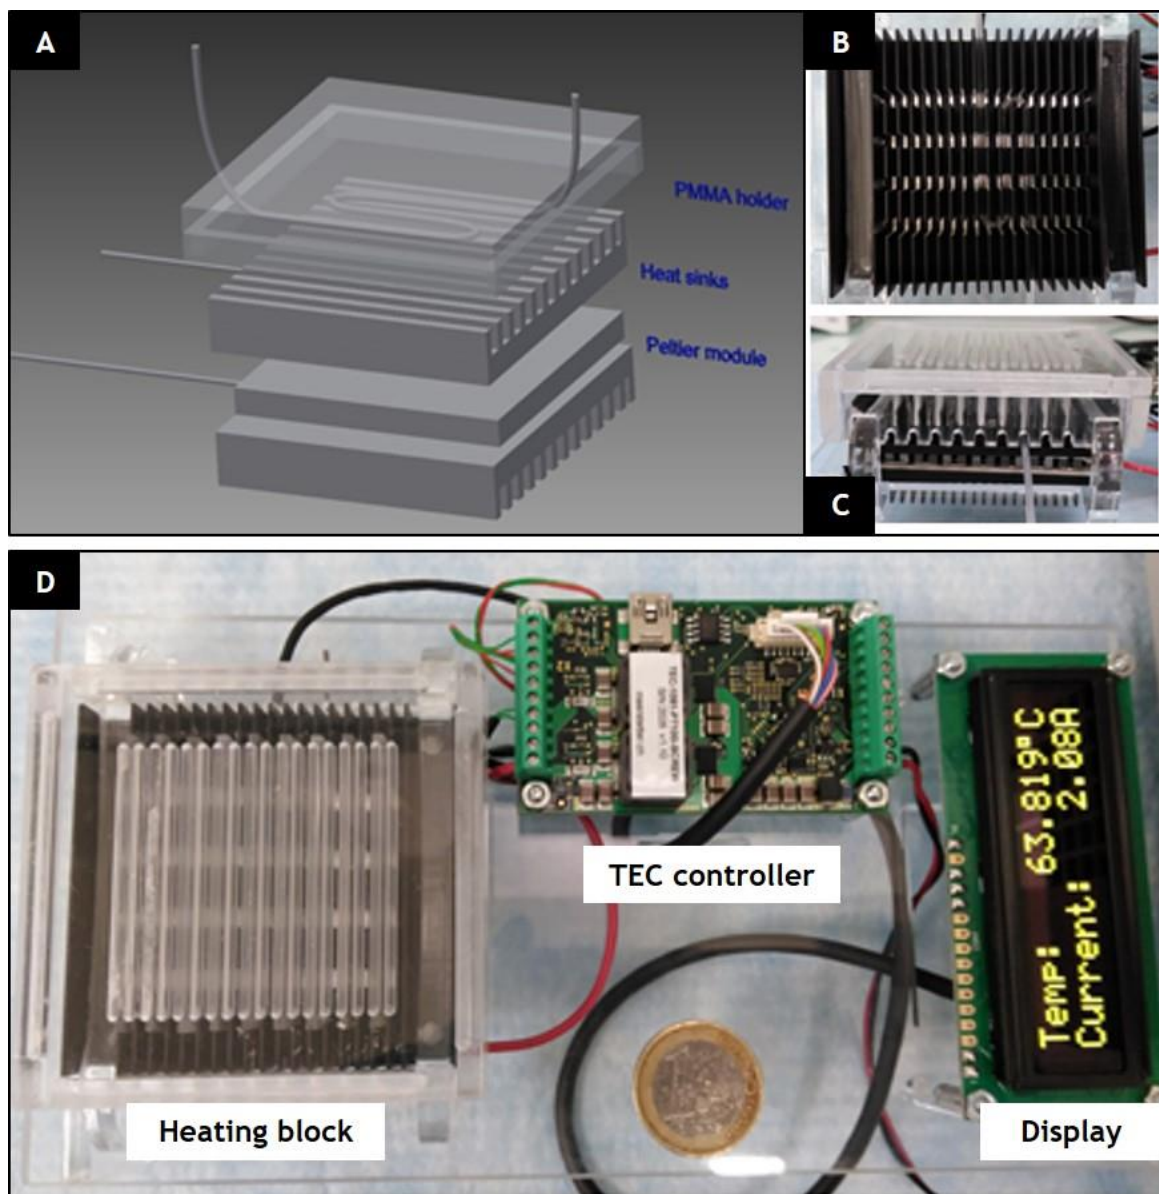 A
PMMA holder
Heat sinks
Peltier module
B
C
D
TEC controller
Temp: 63.819°C
Current: 2.08A
Heating block
Display